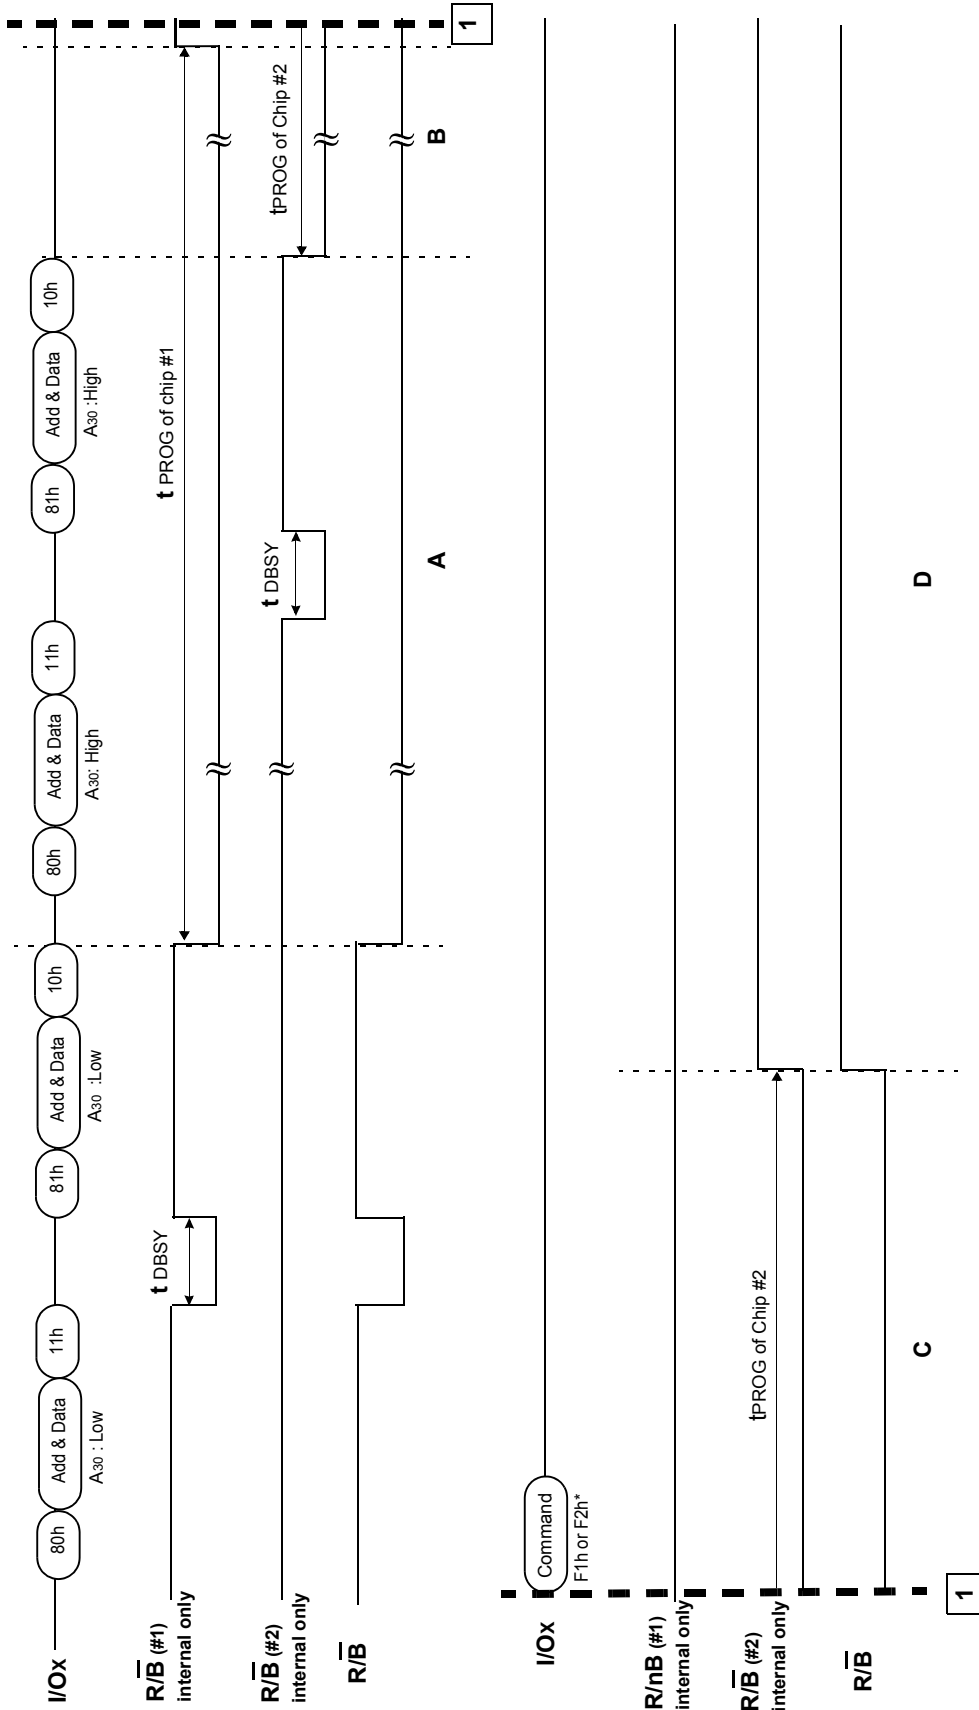 I/Ox
80h
Add & Data
11h
81h
Add & Data
10h
80h
Add & Data
11h
81h
Add & Data
10h
A30 : Low
A30 :Low
A30: High
A30 :High
R/B (#1)
internal only
t DBSY
t PROG of chip #1
R/B (#2)
internal only
t DBSY
tPROG of Chip #2
R/B
A
B
1
I/Ox
Command
F1h or F2h*
R/nB (#1)
internal only
R/B (#2)
internal only
tPROG of Chip #2
R/B
C
D
1